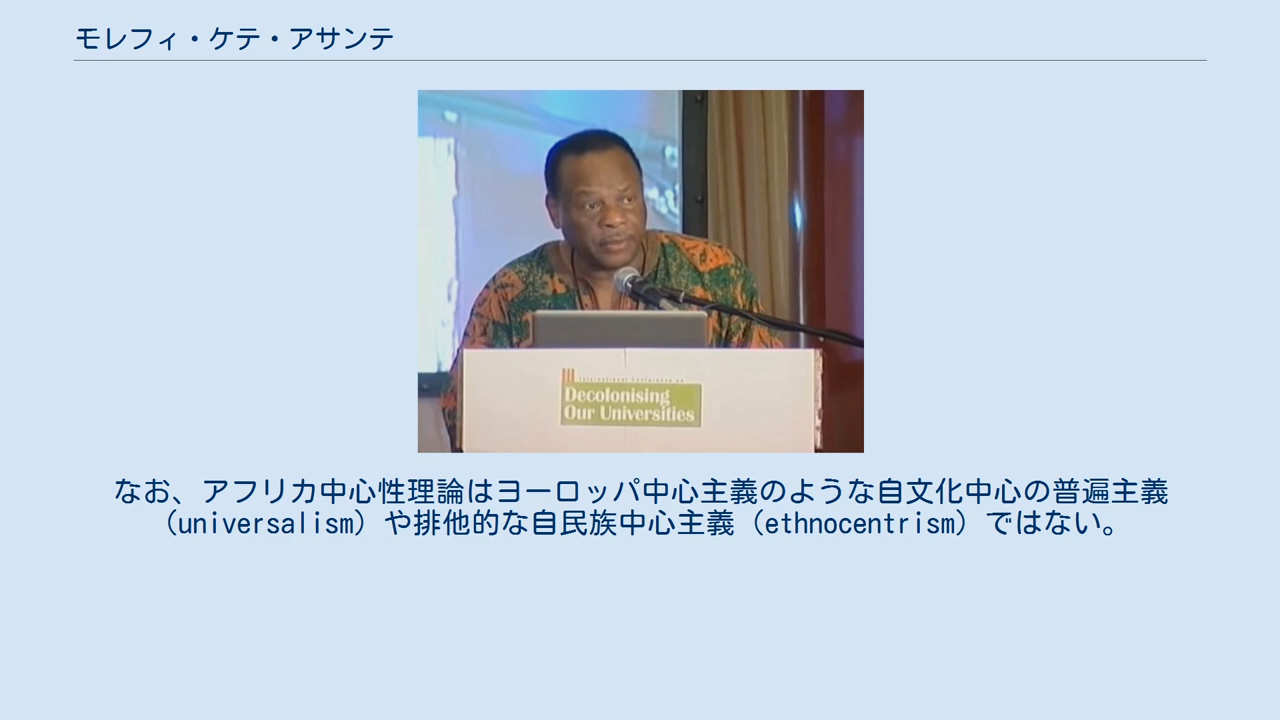 モレフィ・ケテ・アサンテ
International Conference on
Decolonising
Our Universities
なお、アフリカ中心性理論はヨーロッパ中心主義のような自文化中心の普遍主義
（universalism）や排他的な自民族中心主義（ethnocentrism）ではない。